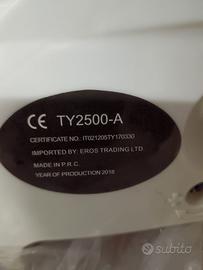 CE TY2500-A
CERTIFICATE NO.: IT021205TY170330
IMPORTED BY: EROS TRADING LTD.
MADE IN P.R.C.
YEAR OF PRODUCTION 2018
subito